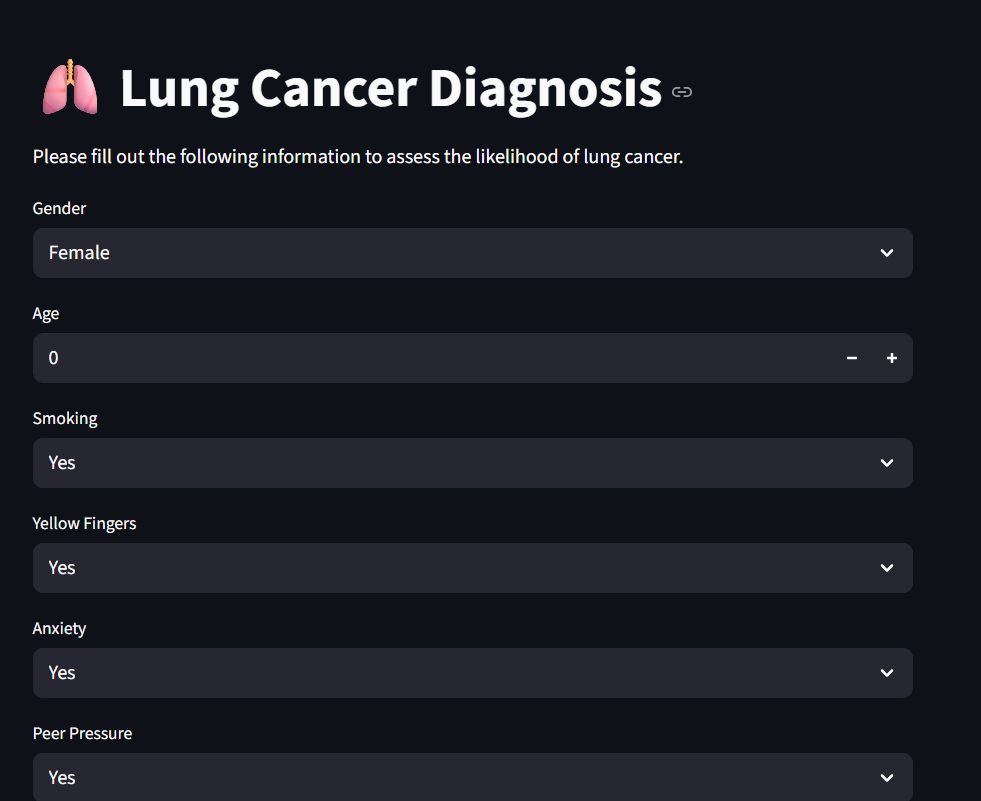 Lung Cancer Diagnosis
Please fill out the following information to assess the likelihood of lung cancer.
Gender
Female
Age
0
Smoking
Yes
Yellow Fingers
Yes
Anxiety
Yes
Peer Pressure
Yes